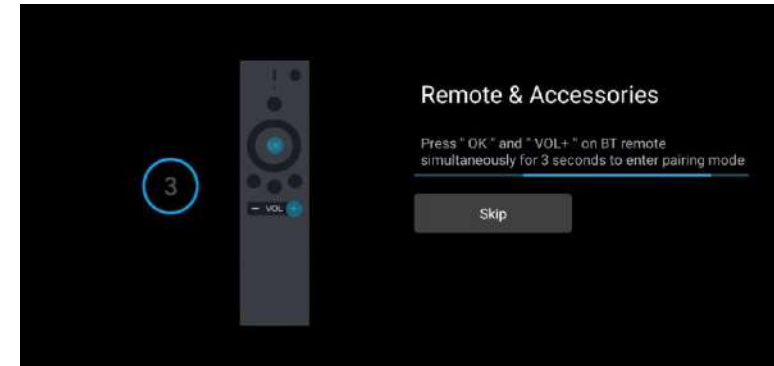 Remote & Accessories
Press " OK " and " VOL+ " on BT remote
simultaneously for 3 seconds to enter pairing mode
3
− VOL +
Skip